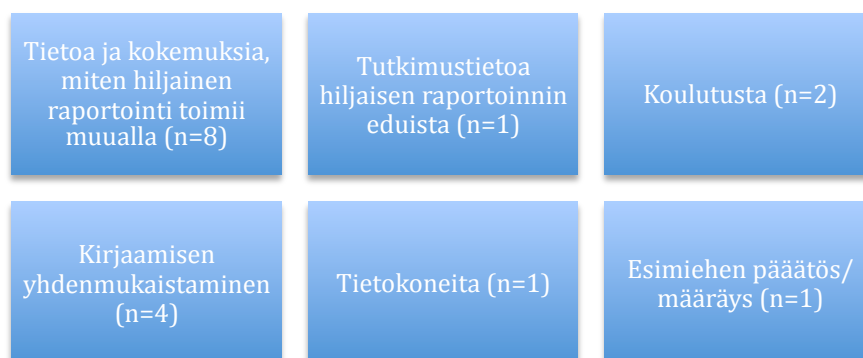 Tietoa ja kokemuksia,
miten hiljainen
raportointi toimii
muualla (n=8)
Tutkimustietoa
hiljaisen raportoinnin
eduista (n=1)
Koulutusta (n=2)
Kirjaamisen
yhdenmukaistaminen
(n=4)
Tietokoneita (n=1)
Esimiehen pääätös/
määräys (n=1)